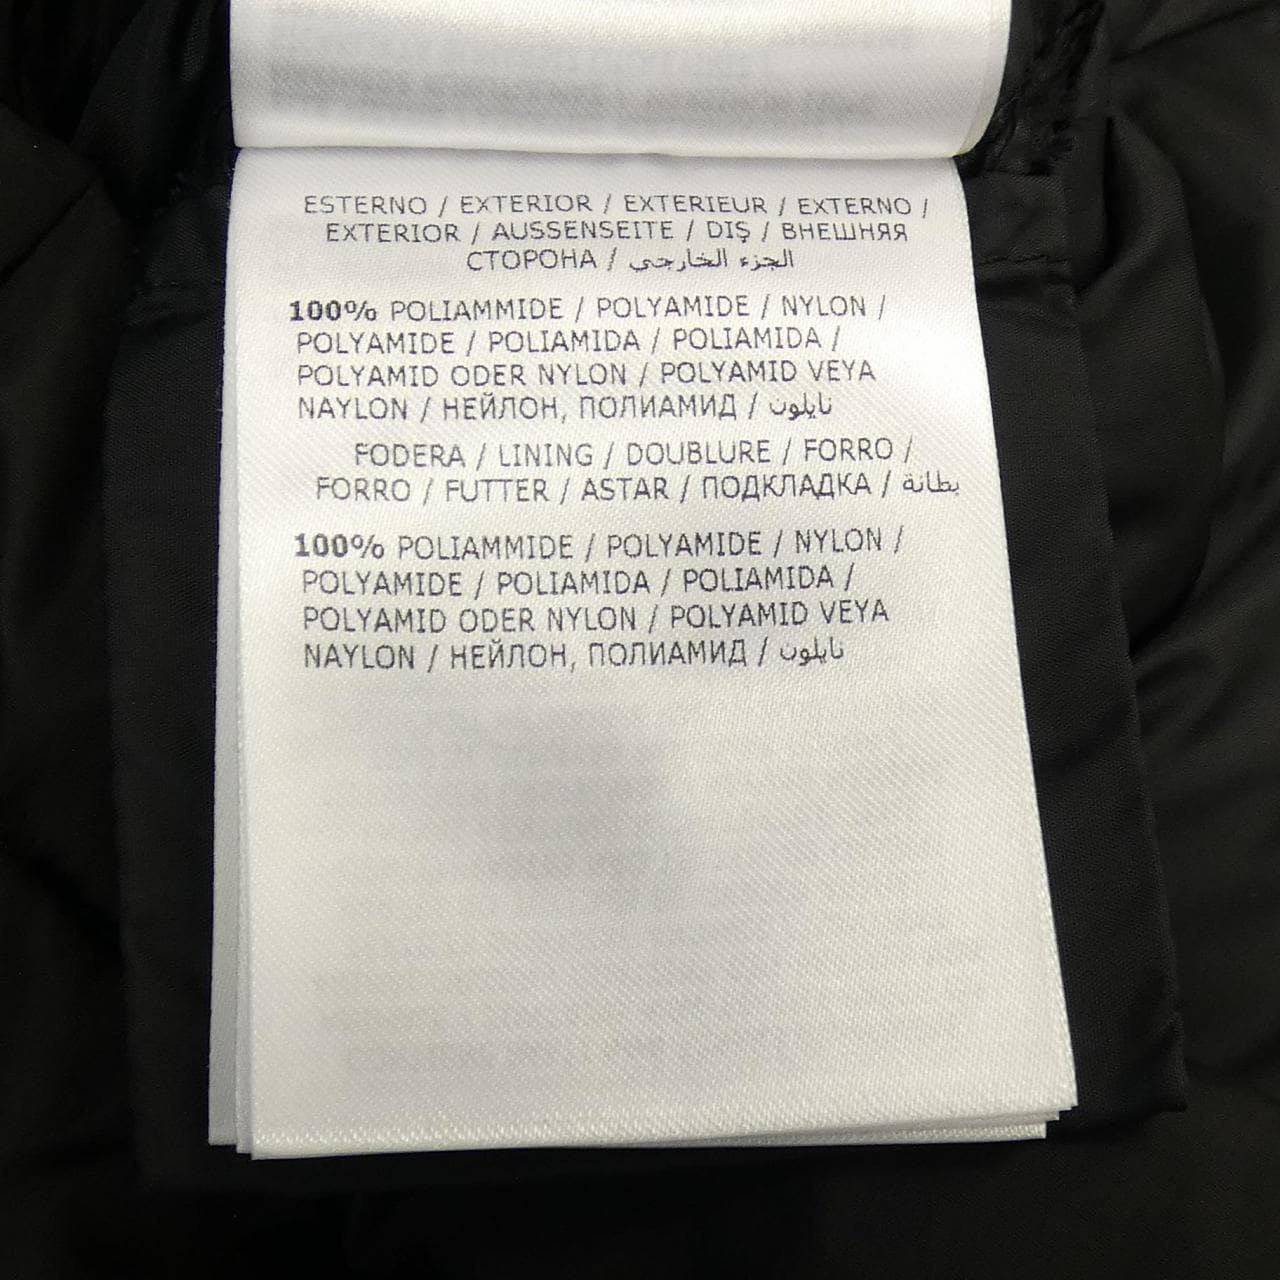 ESTERNO / EXTERIOR / EXTERIEUR / EXTERNO /
EXTERIOR / AUSSENSEITE / DIŞ / ВНЕШНЯЯ
СТОРОНА / الجزء الخارجي
100% POLIAMMIDE / POLYAMIDE / NYLON /
POLYAMIDE / POLIAMIDA / POLIAMIDA /
POLYAMID ODER NYLON / POLYAMID VEYA
NAYLON / НЕЙЛОН, ПОЛИАМИД / نايلون
FODERA / LINING / DOUBLURE / FORRO /
FORRO / FUTTER / ASTAR / ПОДКЛАДКА / بطانة
100% POLIAMMIDE / POLYAMIDE / NYLON /
POLYAMIDE / POLIAMIDA / POLIAMIDA /
POLYAMID ODER NYLON / POLYAMID VEYA
NAYLON / НЕЙЛОН, ПОЛИАМИД / نايلون